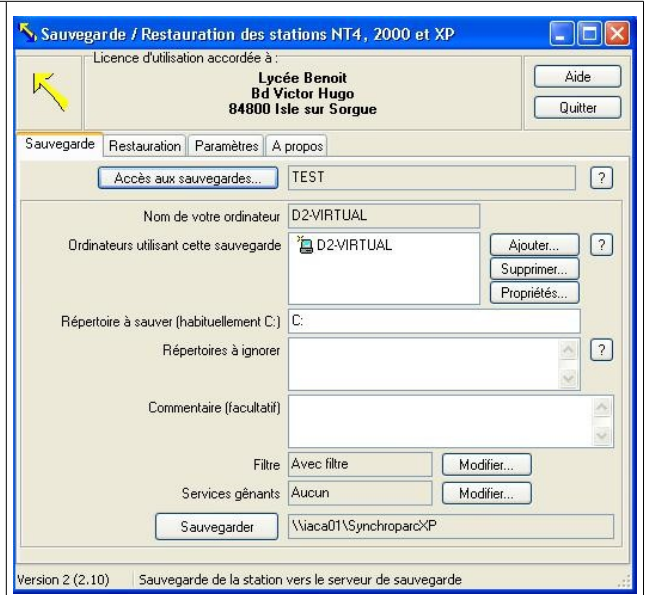 Sauvegarde / Restauration des stations NT4, 2000 et XP
Licence d'utilisation accordée à :
Lycée Benoit
Bd Victor Hugo
84800 Isle sur Sorgue
Aide
Quitter
Sauvegarde Restauration Paramètres A propos
Accès aux sauvegardes... TEST ?
Nom de votre ordinateur D2-VIRTUAL
Ordinateurs utilisant cette sauvegarde D2-VIRTUAL Ajouter... ?
Supprimer...
Propriétés...
Répertoire à sauver (habituellement C:) C:
Répertoires à ignorer ?
Commentaire (facultatif)
Filtre Avec filtre Modifier...
Services gênants Aucun Modifier...
Sauvegarder \\iaca01\SynchroparcXP
Version 2 (2.10) Sauvegarde de la station vers le serveur de sauvegarde